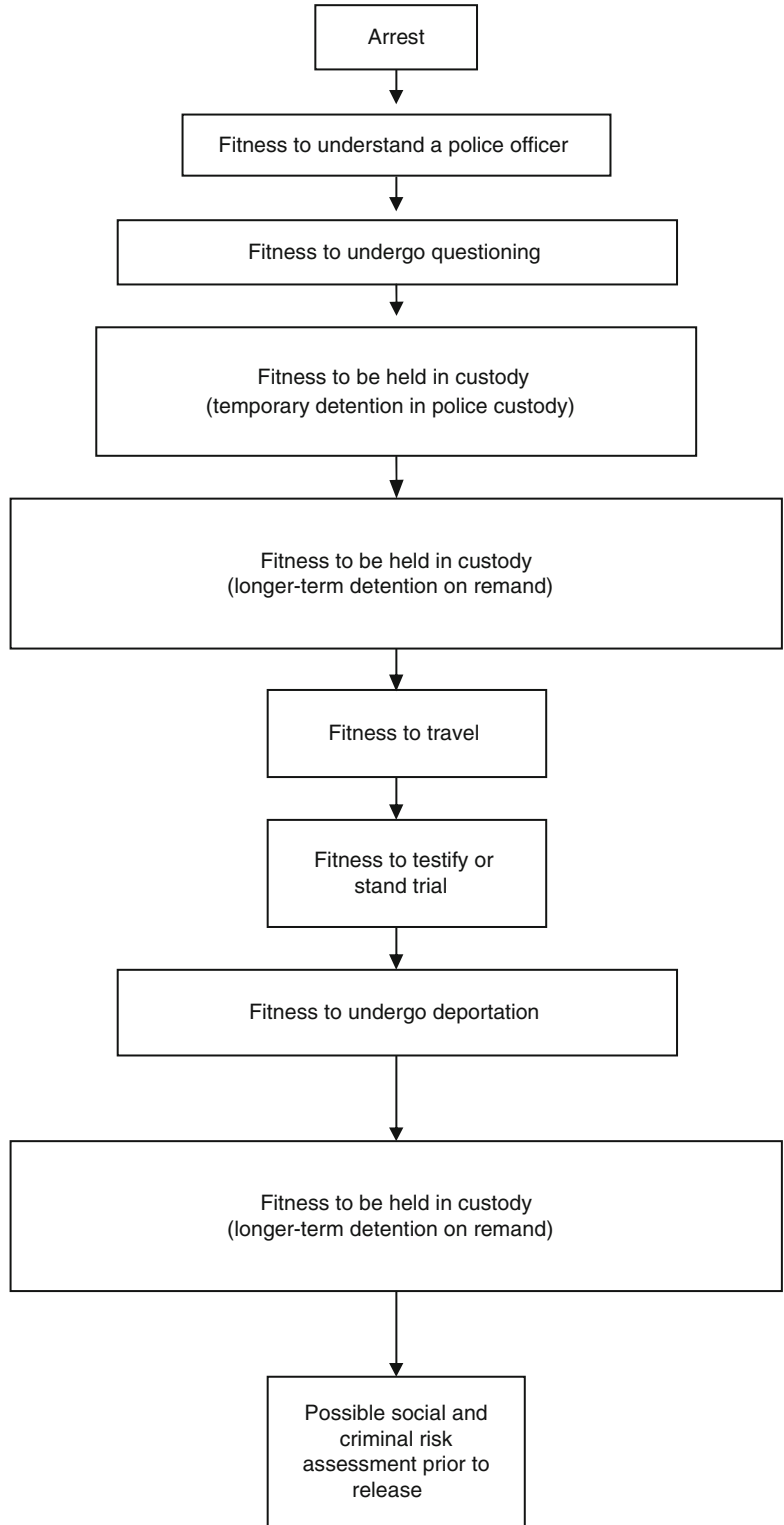 Arrest
Fitness to understand a police officer
Fitness to undergo questioning
Fitness to be held in custody
(temporary detention in police custody)
Fitness to be held in custody
(longer-term detention on remand)
Fitness to travel
Fitness to testify or
stand trial
Fitness to undergo deportation
Fitness to be held in custody
(longer-term detention on remand)
Possible social and
criminal risk
assessment prior to
release